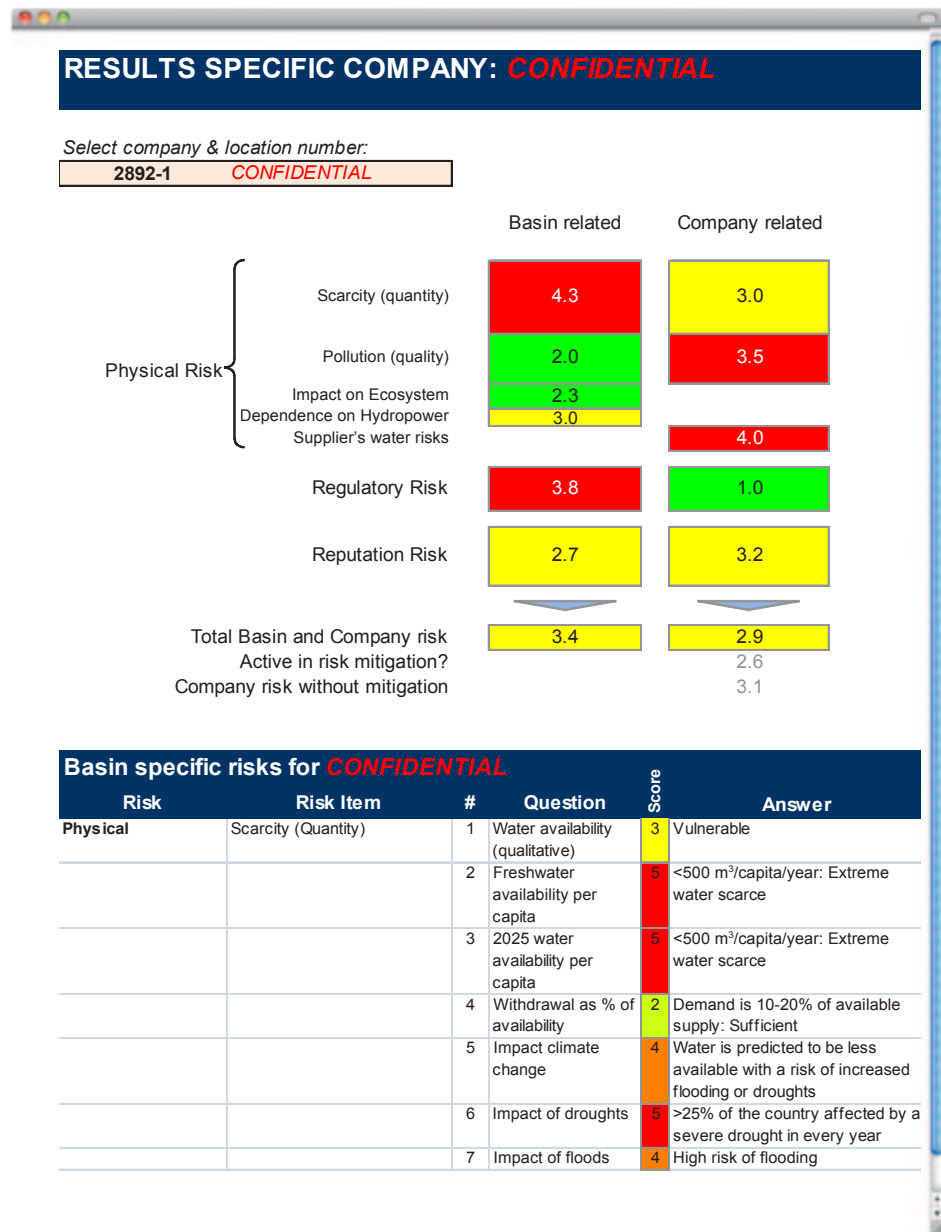 RESULTS SPECIFIC COMPANY: CONFIDENTIAL
Select company & location number:
2892-1 CONFIDENTIAL
Basin related Company related
Physical Risk
Scarcity (quantity) 4.3 3.0
Pollution (quality) 2.0 3.5
Impact on Ecosystem 2.3
Dependence on Hydropower 3.0
Supplier's water risks 4.0
Regulatory Risk 3.8 1.0
Reputation Risk 2.7 3.2
Total Basin and Company risk 3.4 2.9
Active in risk mitigation? 2.6
Company risk without mitigation 3.1
Basin specific risks for CONFIDENTIAL
Risk Risk Item # Question Score Answer
Physical Scarcity (Quantity) 1 Water availability 3 Vulnerable
(qualitative)
2 Freshwater 5 <500 m³/capita/year: Extreme
availability per water scarce
capita
3 2025 water 5 <500 m³/capita/year: Extreme
availability per water scarce
capita
4 Withdrawal as % of 2 Demand is 10-20% of available
availability supply: Sufficient
5 Impact climate 4 Water is predicted to be less
change available with a risk of increased
flooding or droughts
6 Impact of droughts 5 >25% of the country affected by a
severe drought in every year
7 Impact of floods 4 High risk of flooding